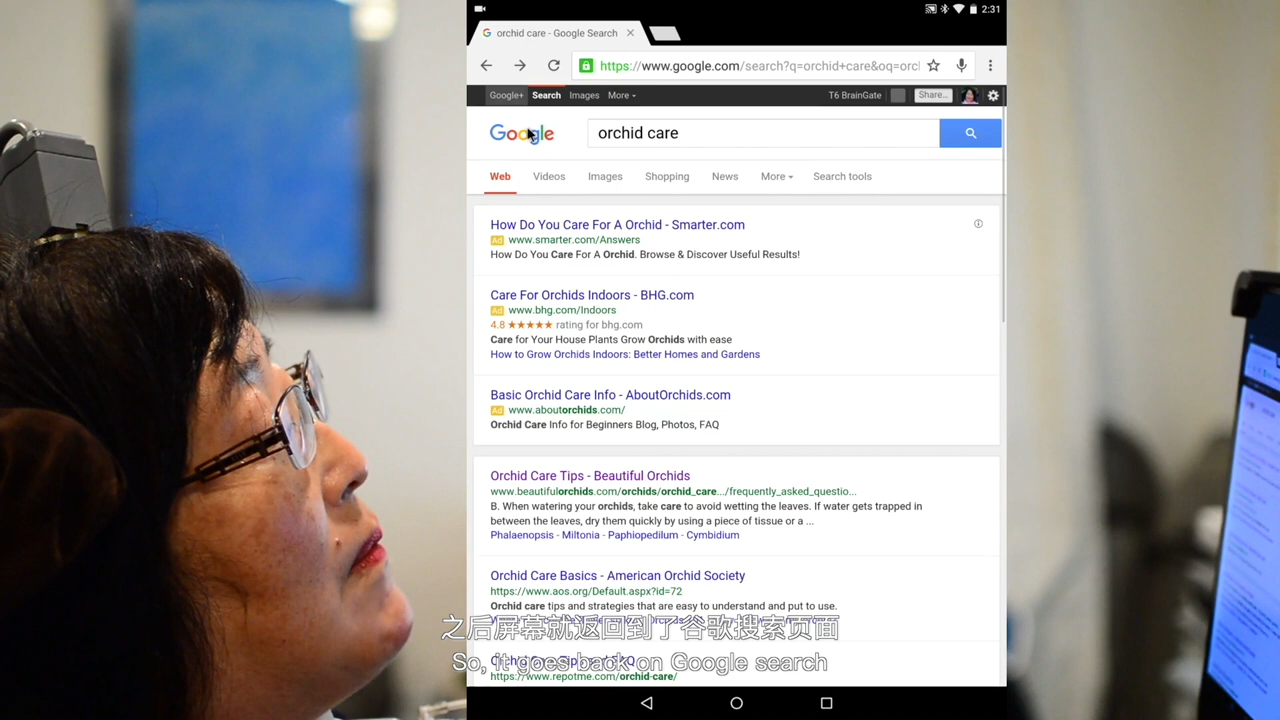 2:31
orchid care - Google Search
https://www.google.com/search?q=orchid+care&oq=orc
Google+ Search Images More T6 BrainGate Share...
Google orchid care
Web Videos Images Shopping News More Search tools
How Do You Care For A Orchid - Smarter.com
Ad www.smarter.com/Answers
How Do You Care For A Orchid. Browse & Discover Useful Results!
Care For Orchids Indoors - BHG.com
Ad www.bhg.com/Indoors
4.8 ★★★★★ rating for bhg.com
Care for Your House Plants Grow Orchids with ease
How to Grow Orchids Indoors: Better Homes and Gardens
Basic Orchid Care Info - AboutOrchids.com
Ad www.aboutorchids.com/
Orchid Care Info for Beginners Blog, Photos, FAQ
Orchid Care Tips - Beautiful Orchids
www.beautifulorchids.com/orchids/orchid_care.../frequently_asked_questio...
B. When watering your orchids, take care to avoid wetting the leaves. If water gets trapped in
between the leaves, dry them quickly by using a piece of tissue or a ...
Phalaenopsis - Miltonia - Paphiopedilum - Cymbidium
Orchid Care Basics - American Orchid Society
https://www.aos.org/Default.aspx?id=72
Orchid care tips and strategies that are easy to understand and put to use.
之后屏幕就返回到了谷歌搜索页面
So, it goes back on Google search
https://www.repotme.com/orchid-care/